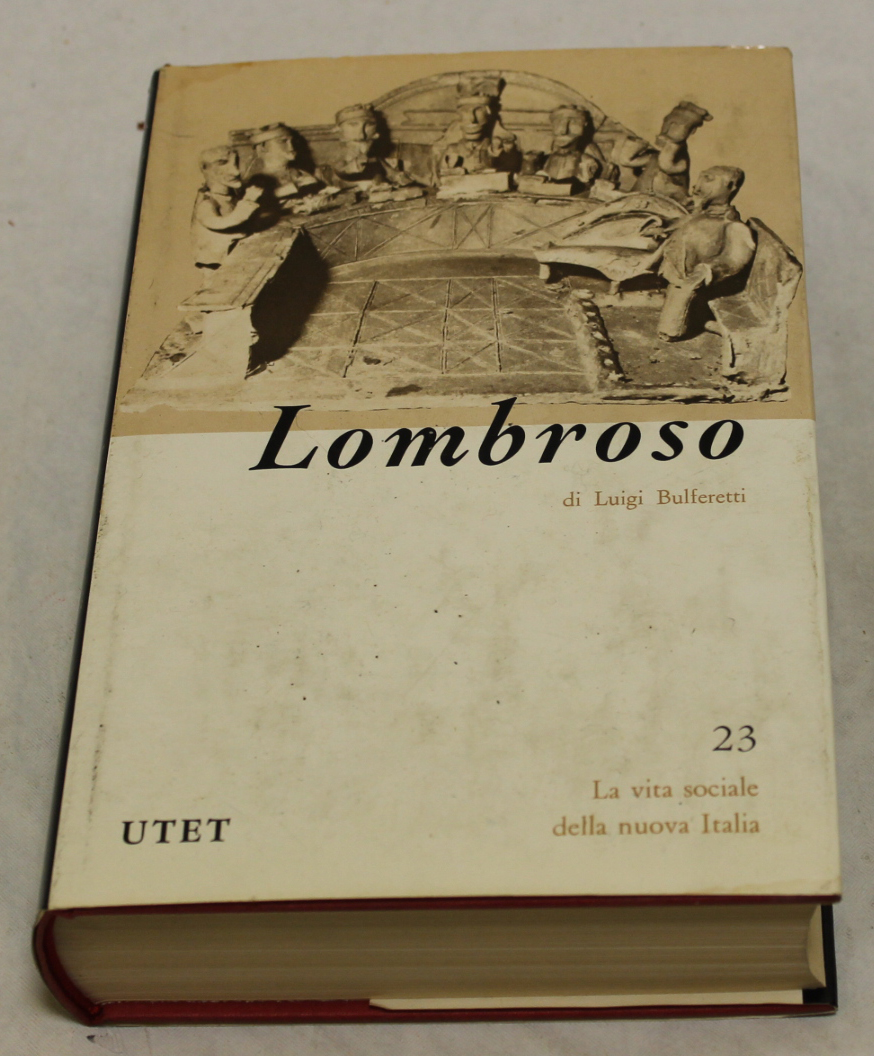 Lombroso
di Luigi Bulferetti
23
La vita sociale
della nuova Italia
UTET